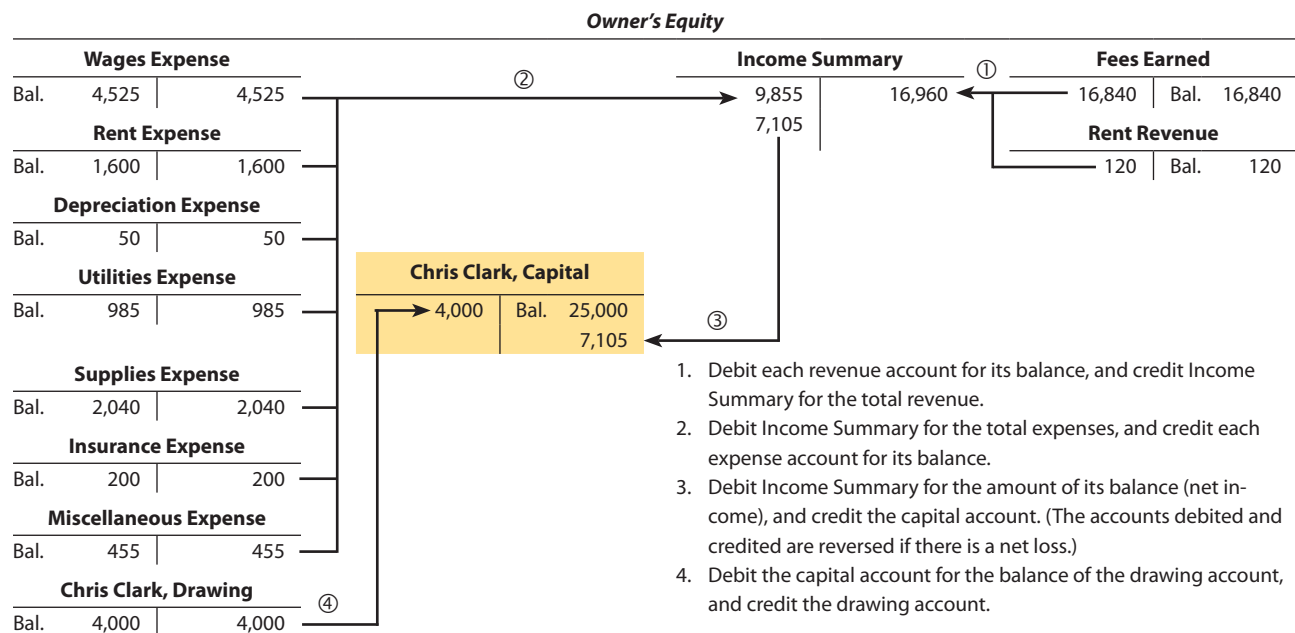 Owner's Equity
Wages Expense
Bal. 4,525 4,525
Rent Expense
Bal. 1,600 1,600
Depreciation Expense
Bal. 50 50
Utilities Expense
Bal. 985 985
Supplies Expense
Bal. 2,040 2,040
Insurance Expense
Bal. 200 200
Miscellaneous Expense
Bal. 455 455
Chris Clark, Drawing
Bal. 4,000 4,000
②
④
Chris Clark, Capital
4,000 Bal. 25,000
7,105
③
Income Summary
9,855 16,960
7,105
①
Fees Earned
16,840 Bal. 16,840
Rent Revenue
120 Bal. 120
1. Debit each revenue account for its balance, and credit Income
Summary for the total revenue.
2. Debit Income Summary for the total expenses, and credit each
expense account for its balance.
3. Debit Income Summary for the amount of its balance (net in-
come), and credit the capital account. (The accounts debited and
credited are reversed if there is a net loss.)
4. Debit the capital account for the balance of the drawing account,
and credit the drawing account.